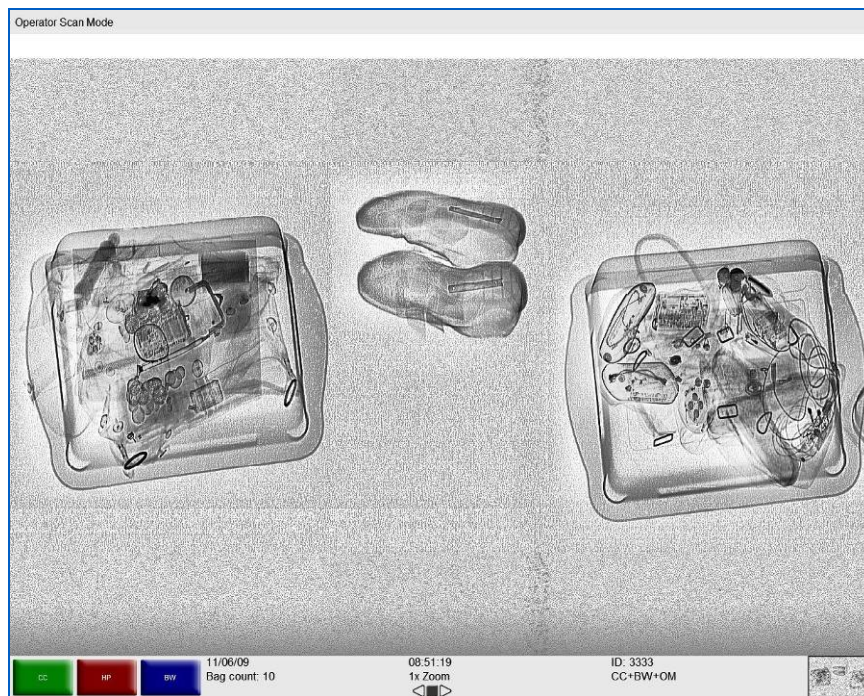 Operator Scan Mode
CC
HP
BW
11/06/09
Bag count: 10
08:51:19
1x Zoom
ID: 3333
CC+BW+OM